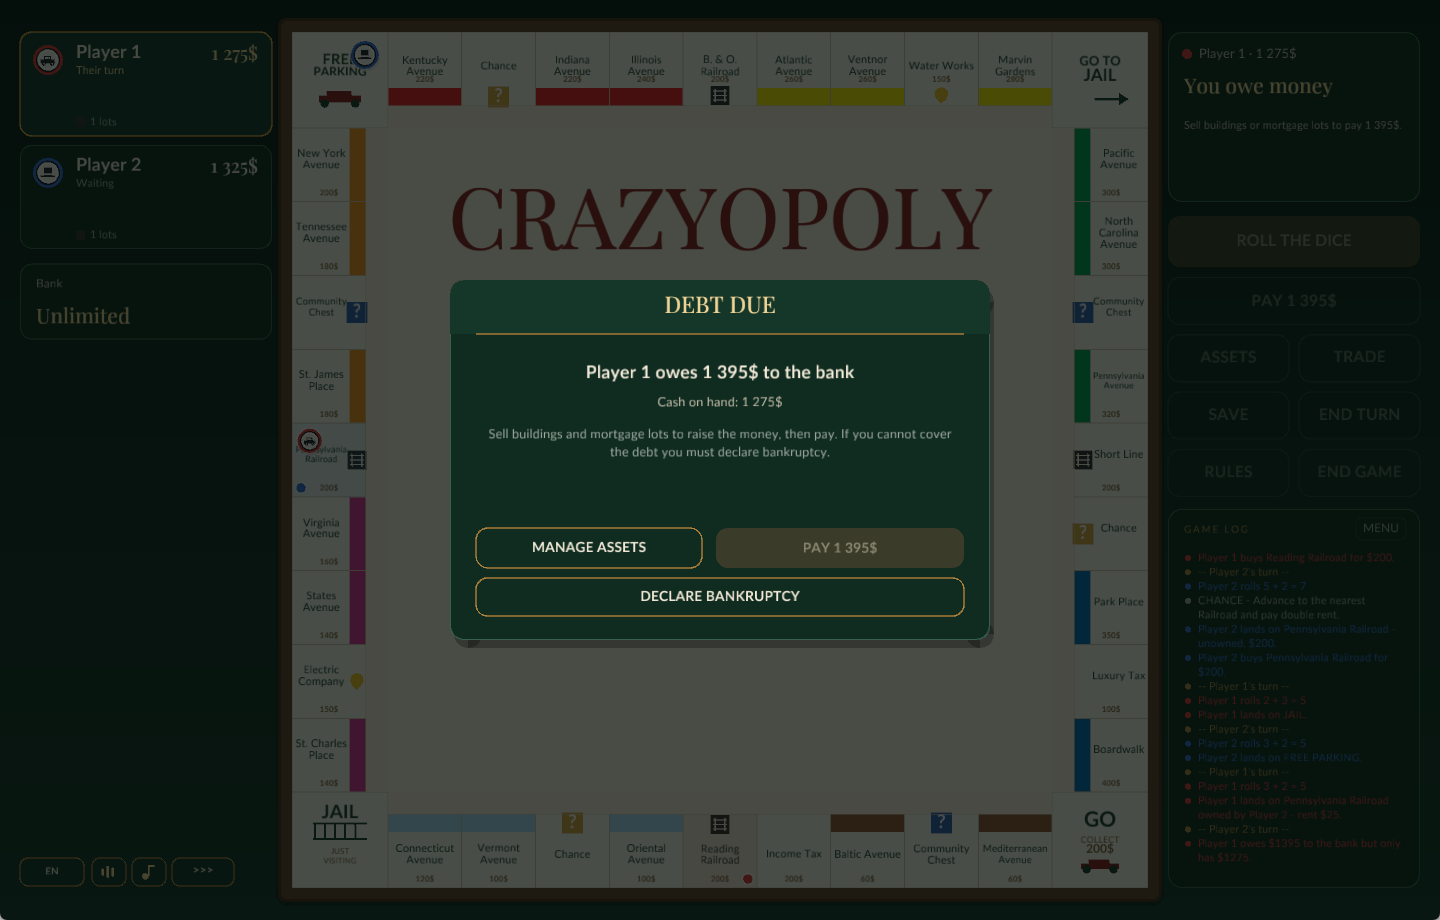 Player 1
1 275$
Their turn
1 lots
Player 2
1 325$
Waiting
1 lots
Bank
Unlimited
EN
>>>
FREE
PARKING
Kentucky
Avenue
220$
Chance
?
Indiana
Avenue
220$
Illinois
Avenue
240$
B. & O.
Railroad
200$
Atlantic
Avenue
260$
Ventnor
Avenue
260$
Water Works
150$
Marvin
Gardens
280$
GO TO
JAIL
New York
Avenue
200$
Tennessee
Avenue
180$
Community
Chest
?
St. James
Place
180$
Pennsylvania
Railroad
200$
Virginia
Avenue
160$
States
Avenue
140$
Electric
Company
150$
St. Charles
Place
140$
Pacific
Avenue
300$
North
Carolina
Avenue
300$
Community
Chest
?
Pennsylvania
Avenue
320$
Short Line
200$
Chance
?
Park Place
350$
Luxury Tax
100$
Boardwalk
400$
CRAZYOPOLY
DEBT DUE
Player 1 owes 1 395$ to the bank
Cash on hand: 1 275$
Sell buildings and mortgage lots to raise the money, then pay. If you cannot cover
the debt you must declare bankruptcy.
MANAGE ASSETS
PAY 1 395$
DECLARE BANKRUPTCY
JAIL
JUST
VISITING
Connecticut
Avenue
120$
Vermont
Avenue
100$
?
Chance
Oriental
Avenue
100$
Reading
Railroad
200$
Income Tax
200$
Baltic Avenue
60$
?
Community
Chest
Mediterranean
Avenue
60$
GO
COLLECT
200$
Player 1 · 1 275$
You owe money
Sell buildings or mortgage lots to pay 1 395$.
ROLL THE DICE
PAY 1 395$
ASSETS
TRADE
SAVE
END TURN
RULES
END GAME
GAME LOG
MENU
Player 1 buys Reading Railroad for $200.
-- Player 2's turn --
Player 2 rolls 5 + 2 = 7
CHANCE - Advance to the nearest
Railroad and pay double rent.
Player 2 lands on Pennsylvania Railroad -
unowned, $200.
Player 2 buys Pennsylvania Railroad for
$200.
-- Player 1's turn --
Player 1 rolls 2 + 3 = 5
Player 1 lands on JAIL.
-- Player 2's turn --
Player 2 rolls 3 + 2 = 5
Player 2 lands on FREE PARKING.
-- Player 1's turn --
Player 1 rolls 3 + 2 = 5
Player 1 lands on Pennsylvania Railroad
owned by Player 2 - rent $25.
-- Player 2's turn --
Player 1 owes $1395 to the bank but only
has $1275.